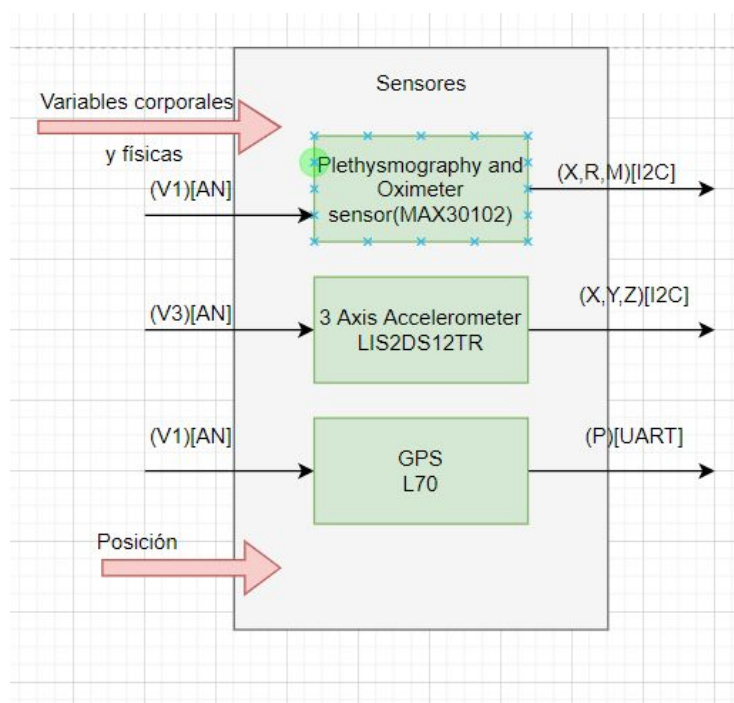 Sensores
Variables corporales
y físicas
(V1)[AN]
Plethysmography and
Oximeter
sensor(MAX30102)
(X,R,M)[I2C]
(V3)[AN]
3 Axis Accelerometer
LIS2DS12TR
(X,Y,Z)[I2C]
(V1)[AN]
GPS
L70
(P)[UART]
Posición